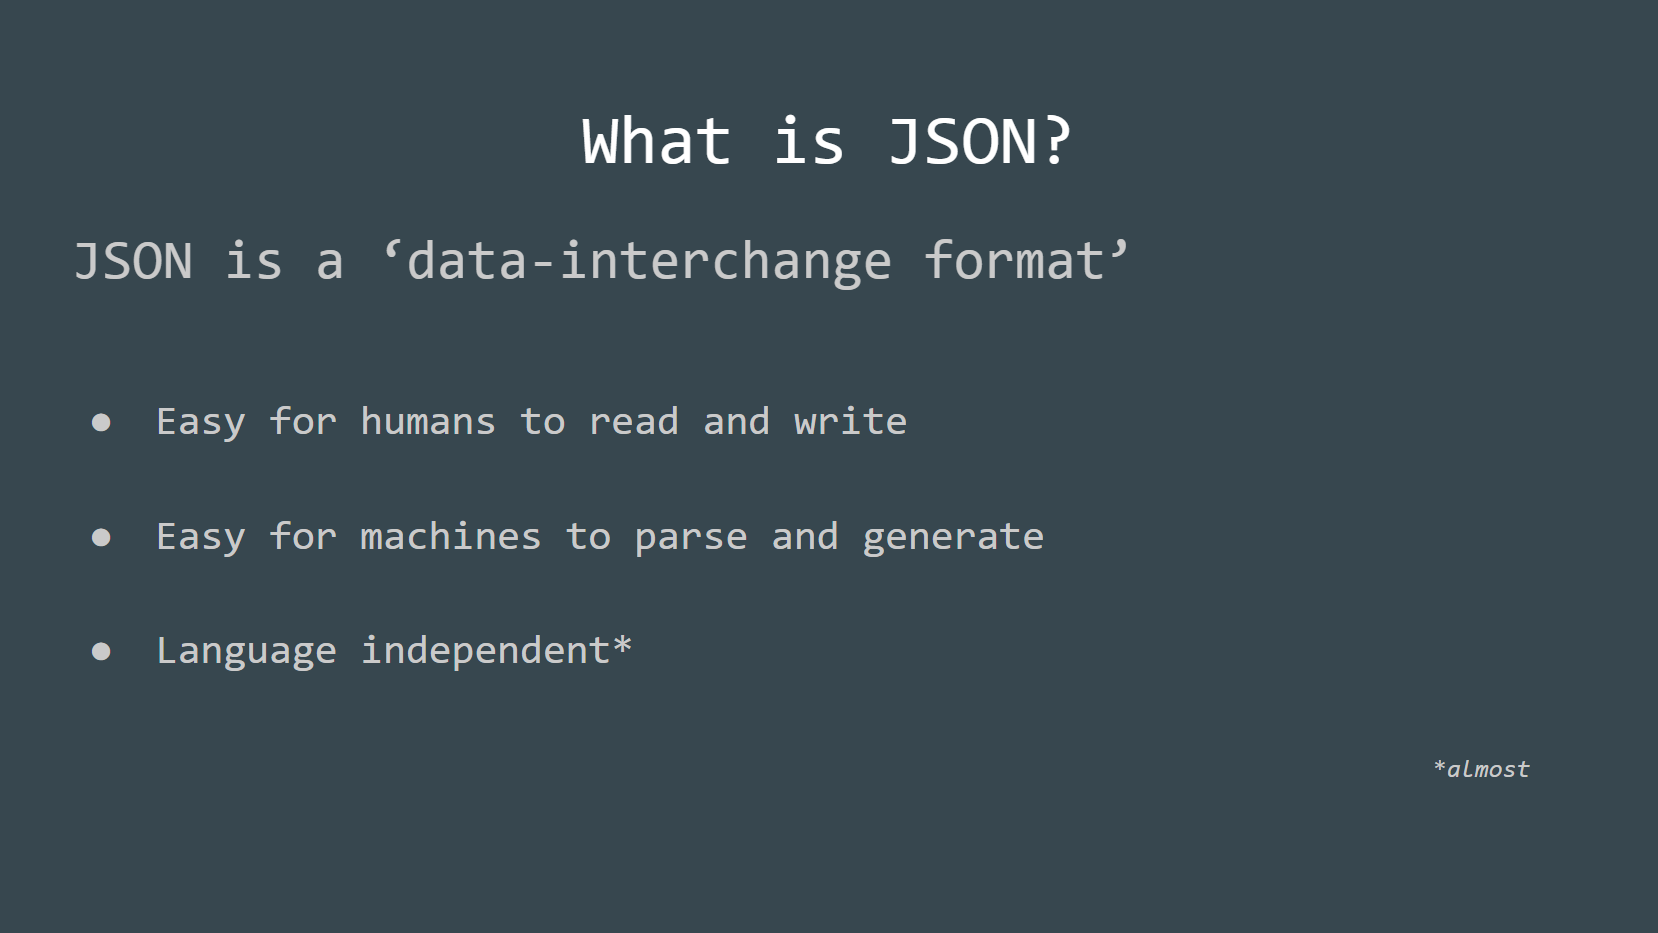 What is JSON?
JSON is a ‘data-interchange format’
● Easy for humans to read and write
● Easy for machines to parse and generate
● Language independent*
*almost